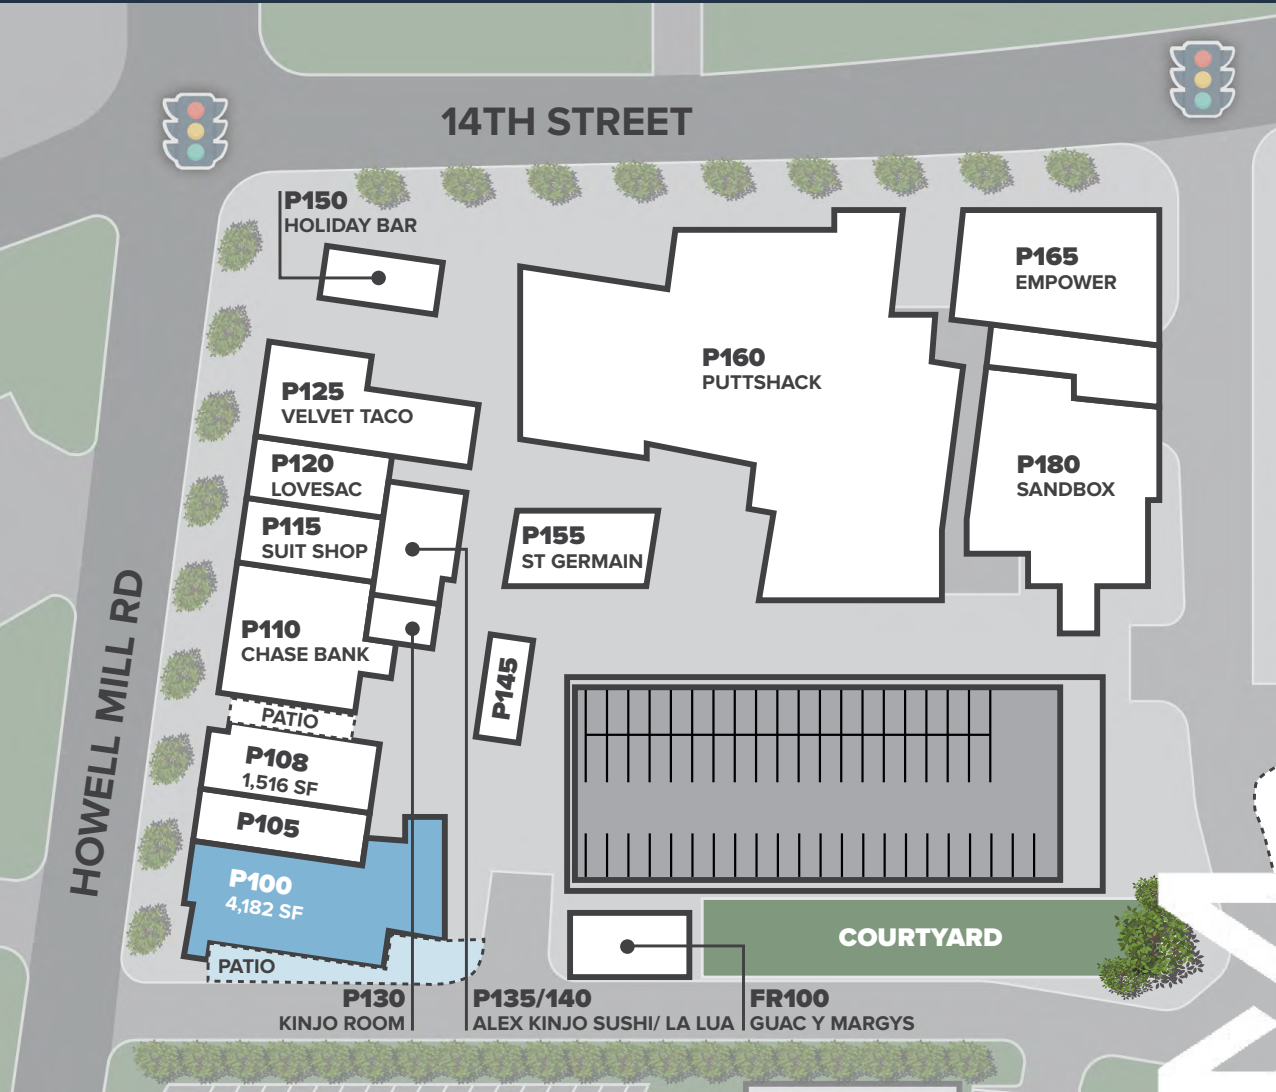 14TH STREET
HOWELL MILL RD
P150
HOLIDAY BAR
P165
EMPOWER
P160
PUTTSHACK
P125
VELVET TACO
P120
LOVESAC
P180
SANDBOX
P115
SUIT SHOP
P155
ST GERMAIN
P110
CHASE BANK
P145
PATIO
P108
1,516 SF
P105
P100
4,182 SF
COURTYARD
PATIO
P130
KINJO ROOM
P135/140
ALEX KINJO SUSHI/ LA LUA
FR100
GUAC Y MARGYS